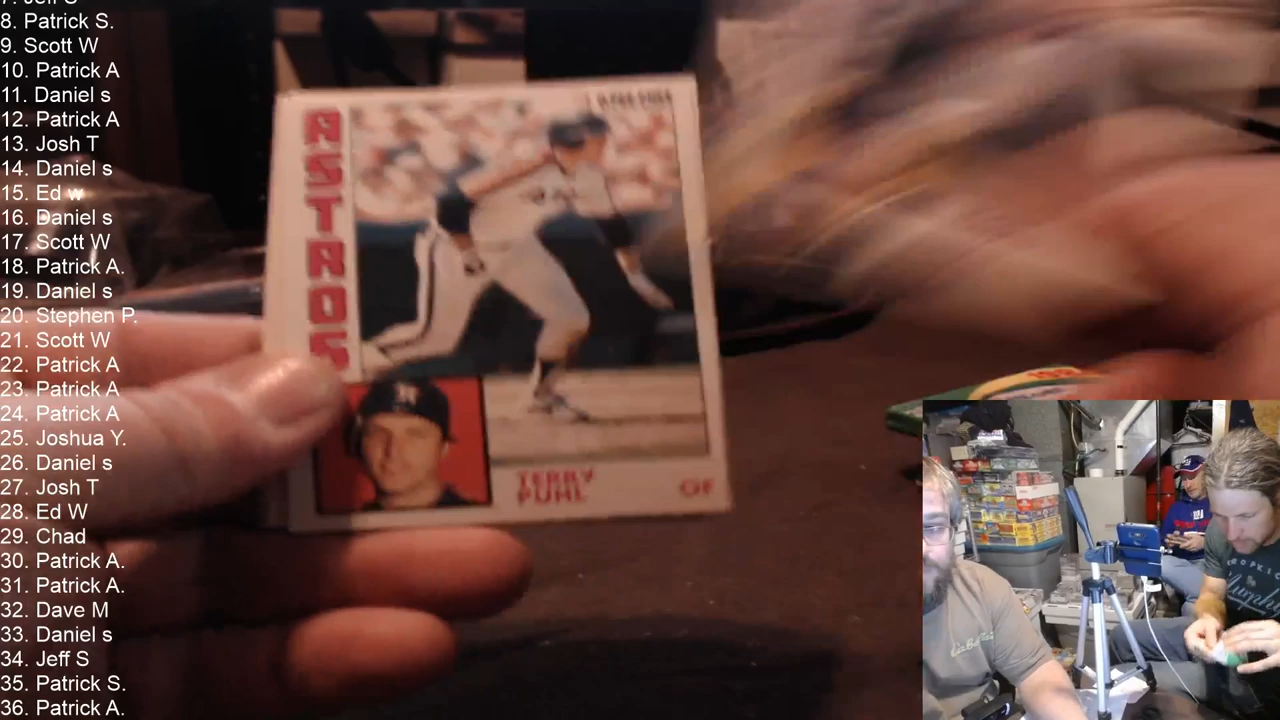 7. Jeff S
8. Patrick S.
9. Scott W
10. Patrick A
11. Daniel s
12. Patrick A
13. Josh T
14. Daniel s
15. Ed w
16. Daniel s
17. Scott W
18. Patrick A.
19. Daniel s
20. Stephen P.
21. Scott W
22. Patrick A
23. Patrick A
24. Patrick A
25. Joshua Y.
26. Daniel s
27. Josh T
28. Ed W
29. Chad
30. Patrick A.
31. Patrick A.
32. Dave M
33. Daniel s
34. Jeff S
35. Patrick S.
36. Patrick A.
ASTROS
TERRY
PUHL
OF